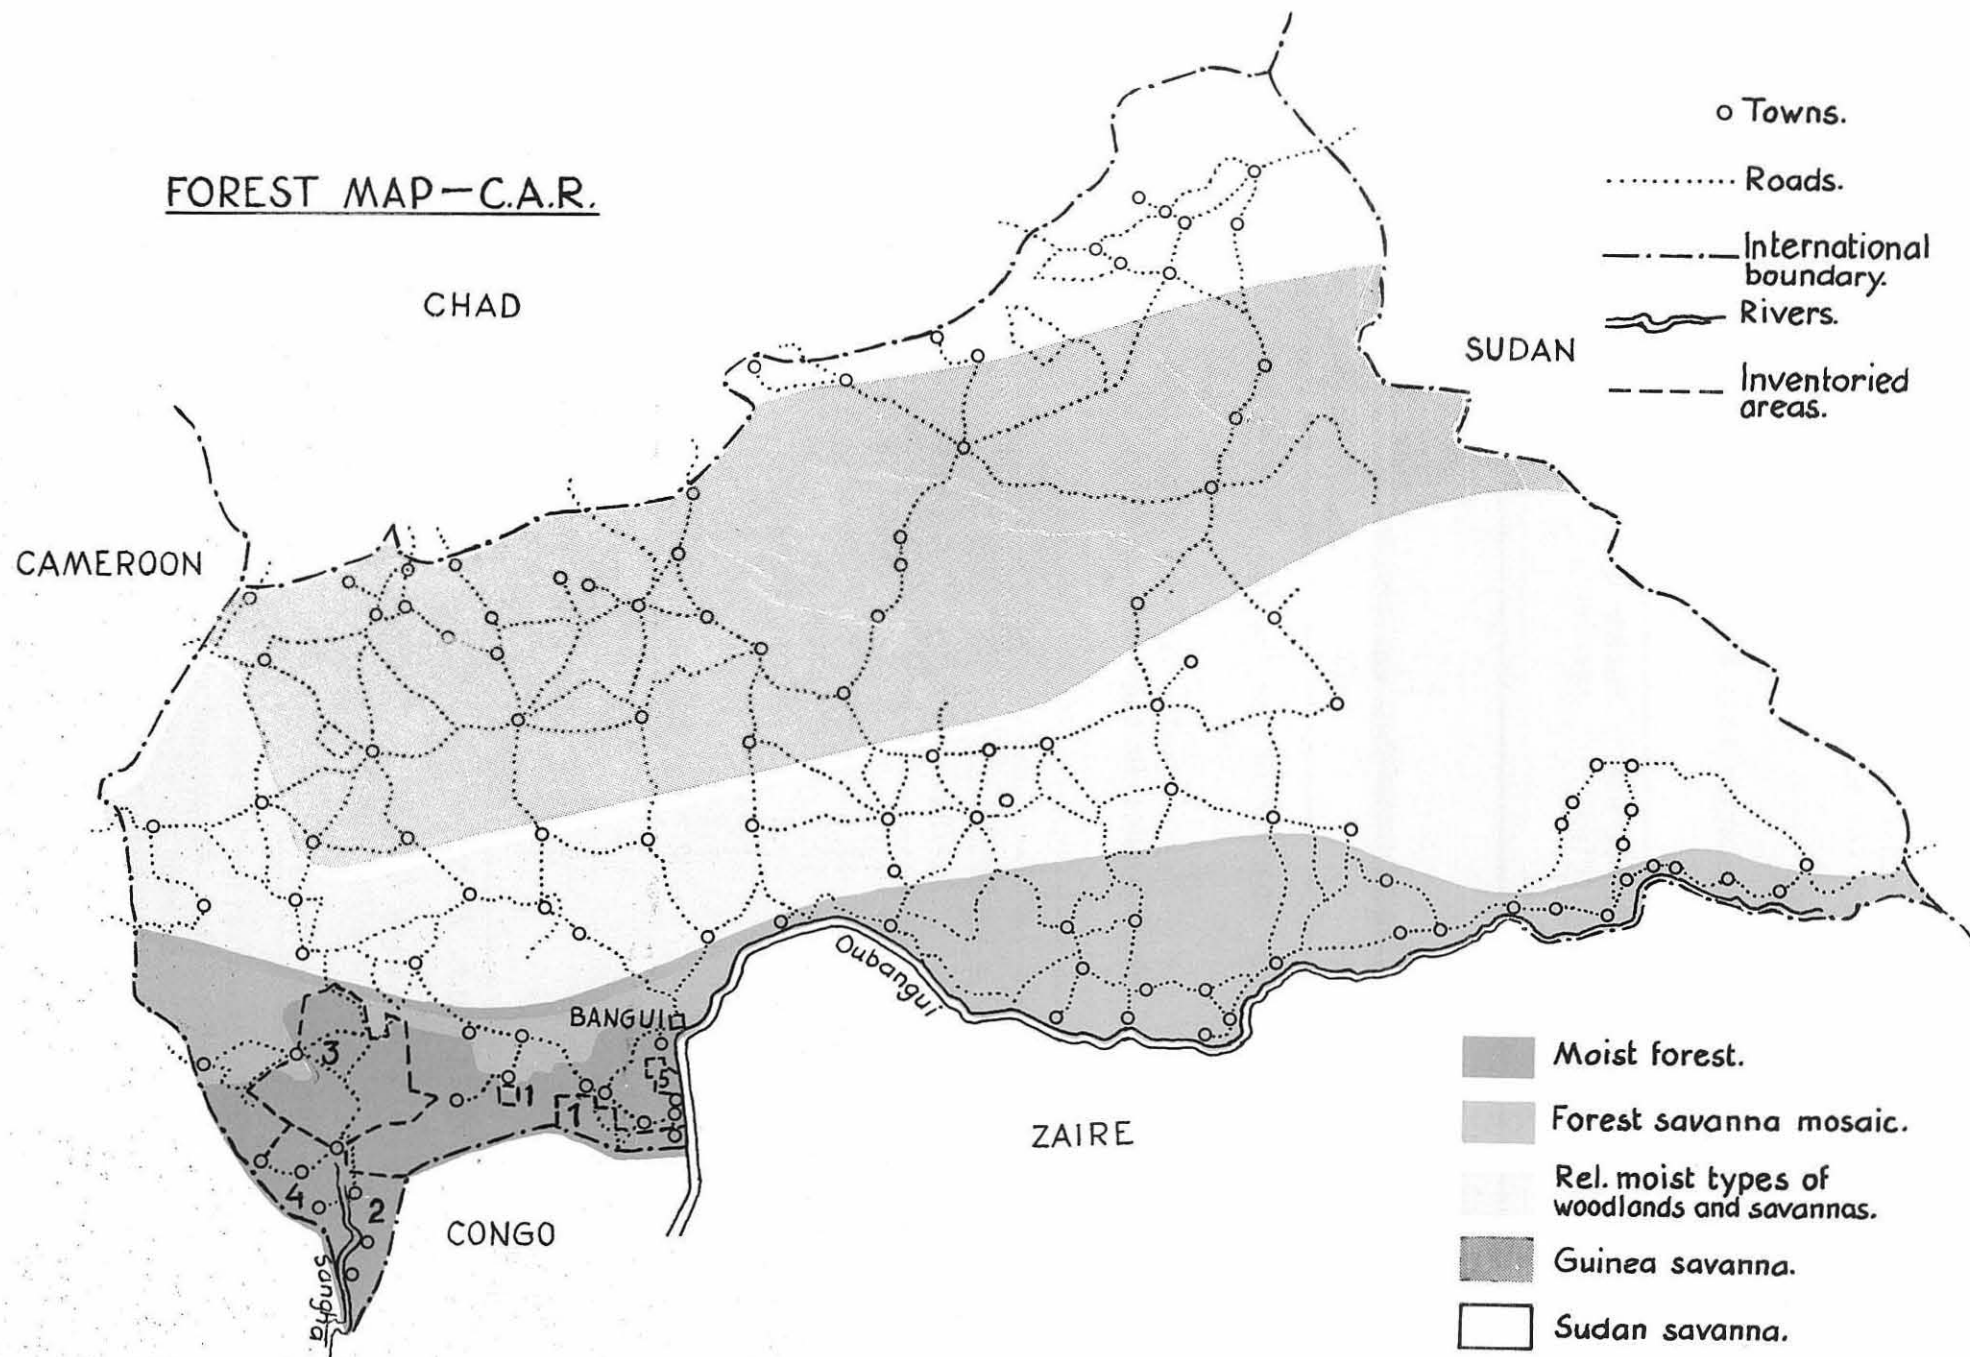 FOREST MAP—C.A.R.
CHAD
SUDAN
CAMEROON
Towns.
Roads.
International
boundary.
Rivers.
Inventoried
areas.
Oubangui
BANGUI
3
5
1
1
4
2
Sangha
CONGO
ZAIRE
Moist forest.
Forest savanna mosaic.
Rel. moist types of
woodlands and savannas.
Guinea savanna.
Sudan savanna.